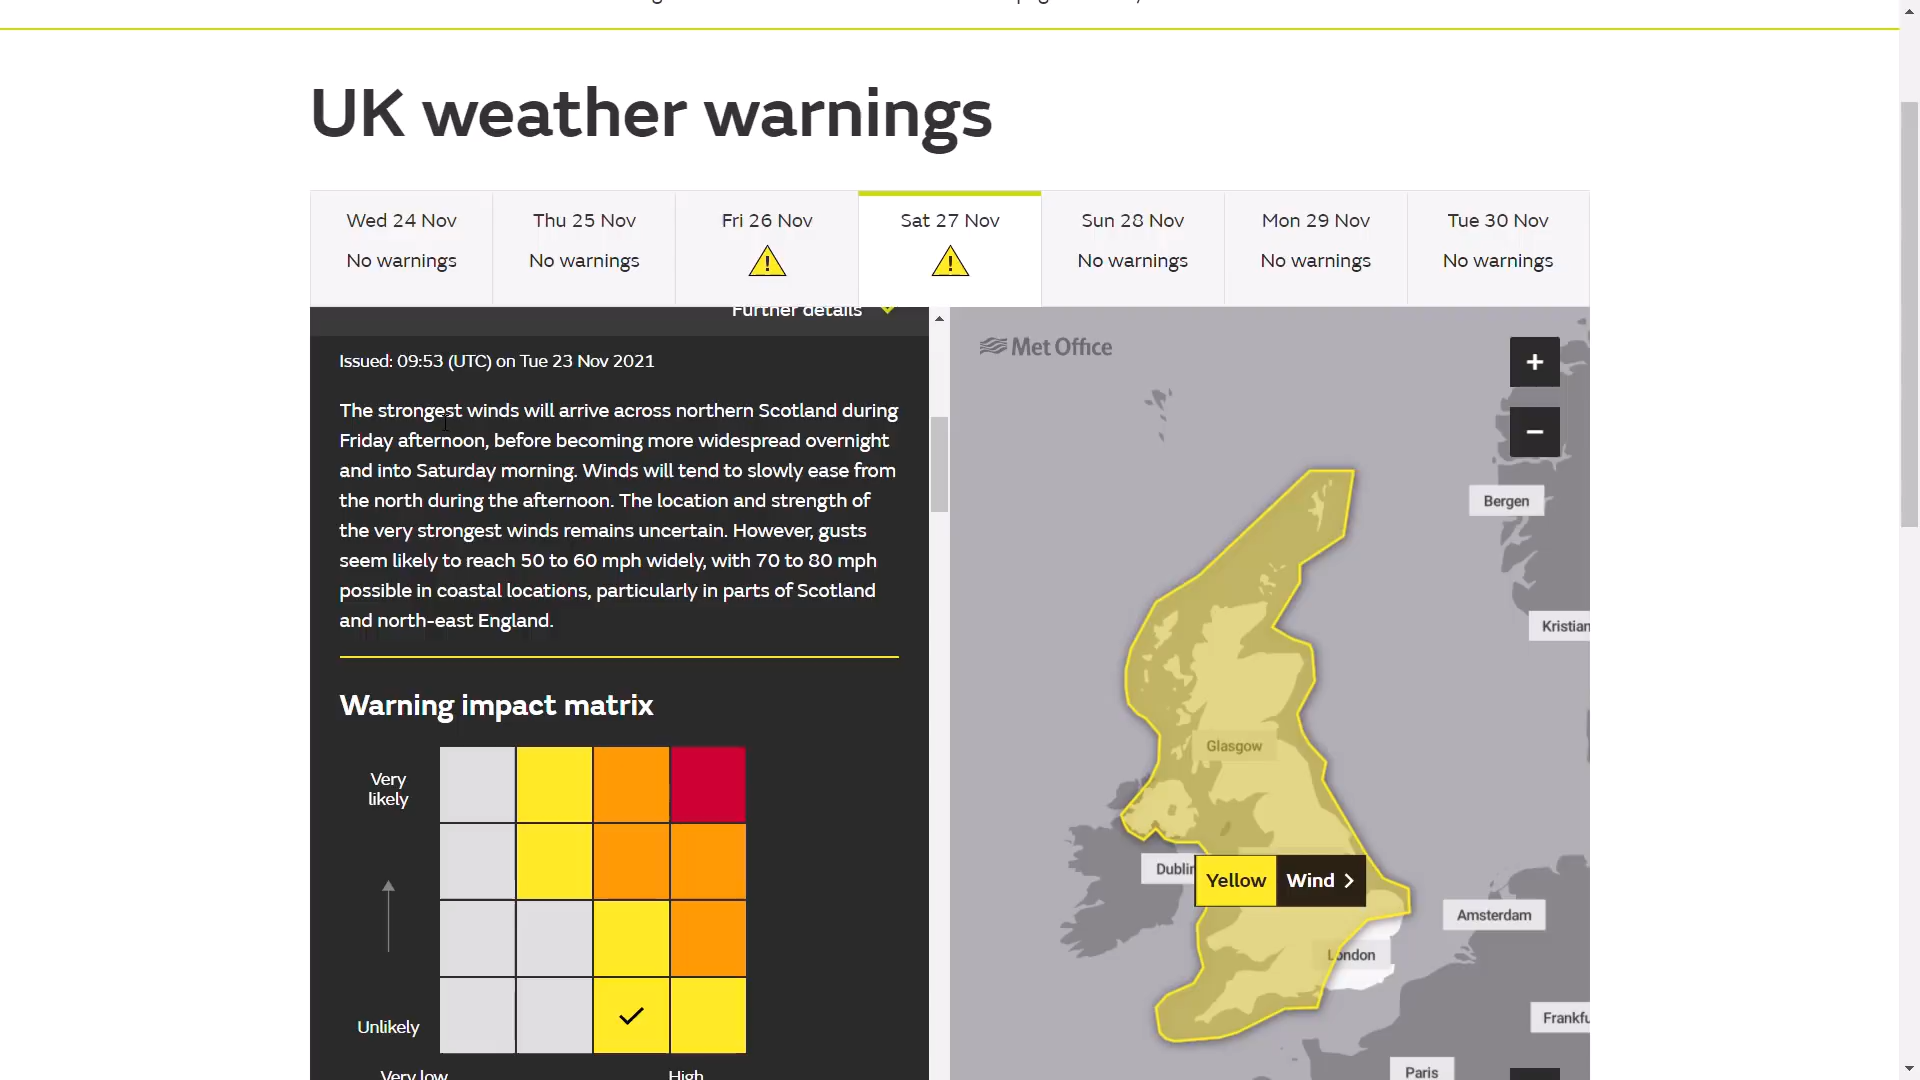 UK weather warnings
Wed 24 Nov
No warnings
Thu 25 Nov
No warnings
Fri 26 Nov
Sat 27 Nov
Sun 28 Nov
No warnings
Mon 29 Nov
No warnings
Tue 30 Nov
No warnings
Further details
Issued: 09:53 (UTC) on Tue 23 Nov 2021
The strongest winds will arrive across northern Scotland during
Friday afternoon, before becoming more widespread overnight
and into Saturday morning. Winds will tend to slowly ease from
the north during the afternoon. The location and strength of
the very strongest winds remains uncertain. However, gusts
seem likely to reach 50 to 60 mph widely, with 70 to 80 mph
possible in coastal locations, particularly in parts of Scotland
and north-east England.
Warning impact matrix
Very
likely
Unlikely
Very low
High
Met Office
Bergen
Kristian
Glasgow
Dublin
Yellow Wind
Amsterdam
London
Frankfu
Paris